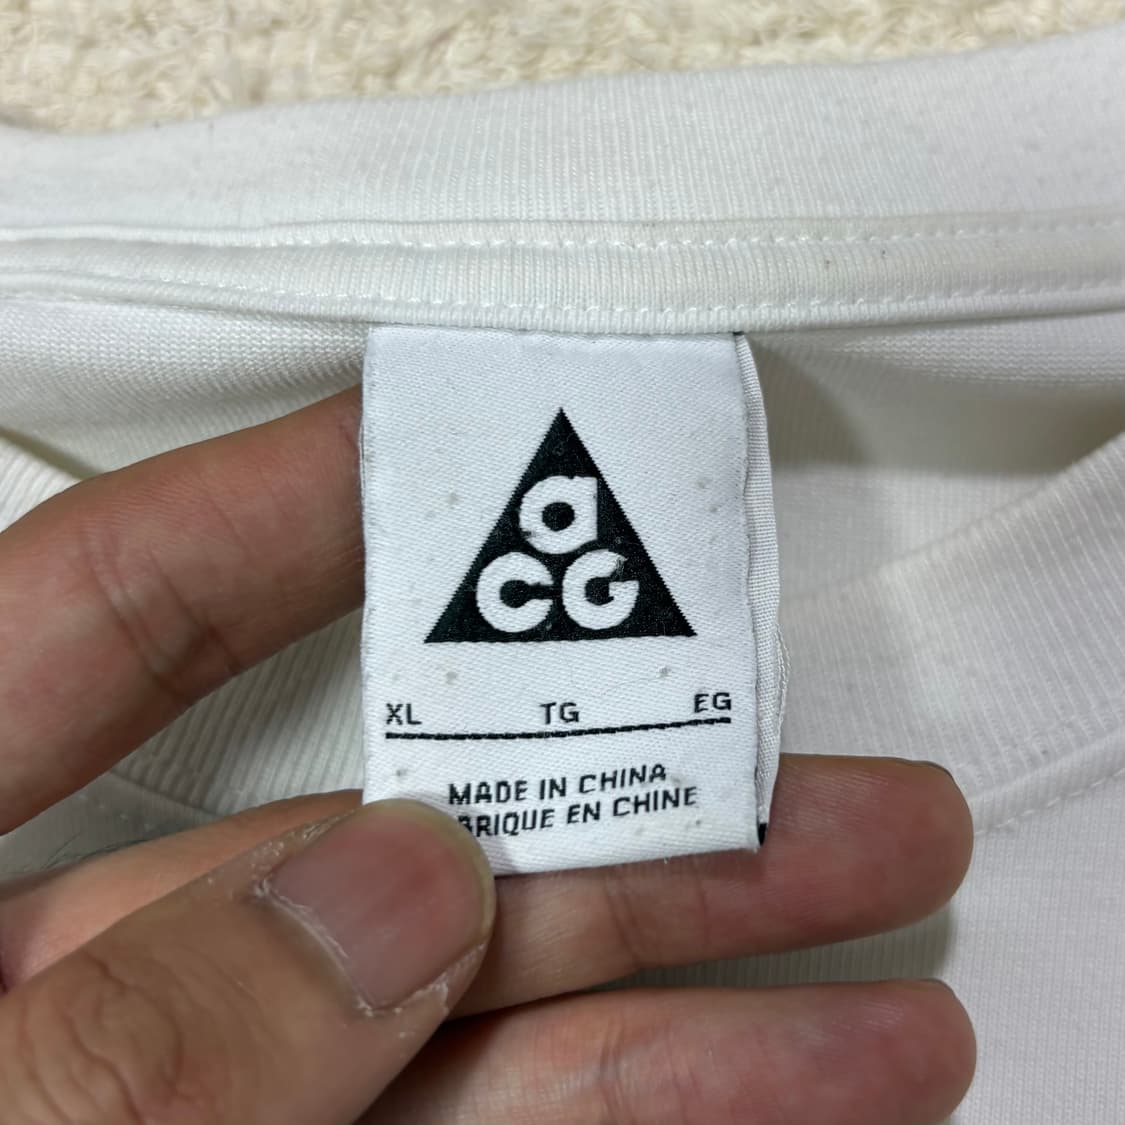 a
CG
XL TG EG
MADE IN CHINA
BRIQUE EN CHINE